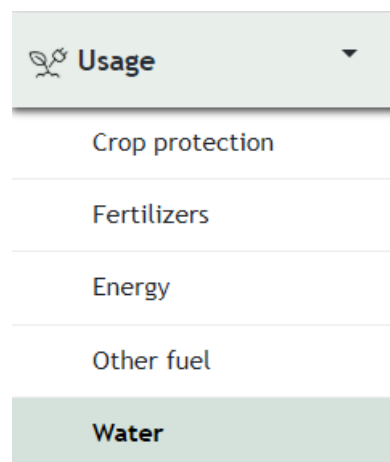 Usage
Crop protection
Fertilizers
Energy
Other fuel
Water